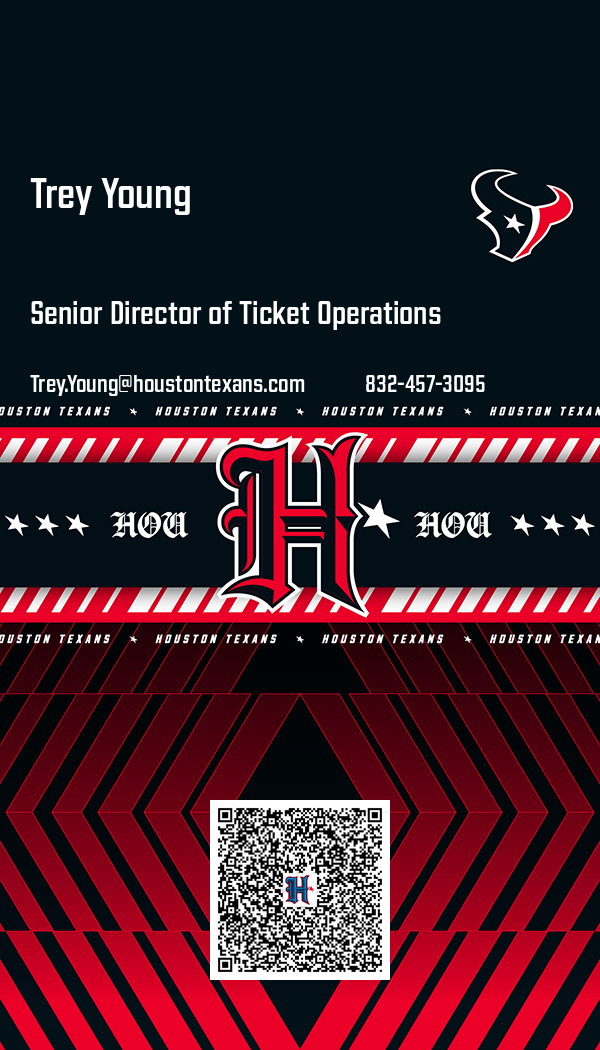 Trey Young
Senior Director of Ticket Operations
Trey.Young@houstontexans.com 832-457-3095
HOUSTON TEXANS HOUSTON TEXANS HOUSTON TEXANS HOUSTON TEXAN
HOU H HOU
HOUSTON TEXANS HOUSTON TEXANS HOUSTON TEXANS HOUSTON TEXAN
H